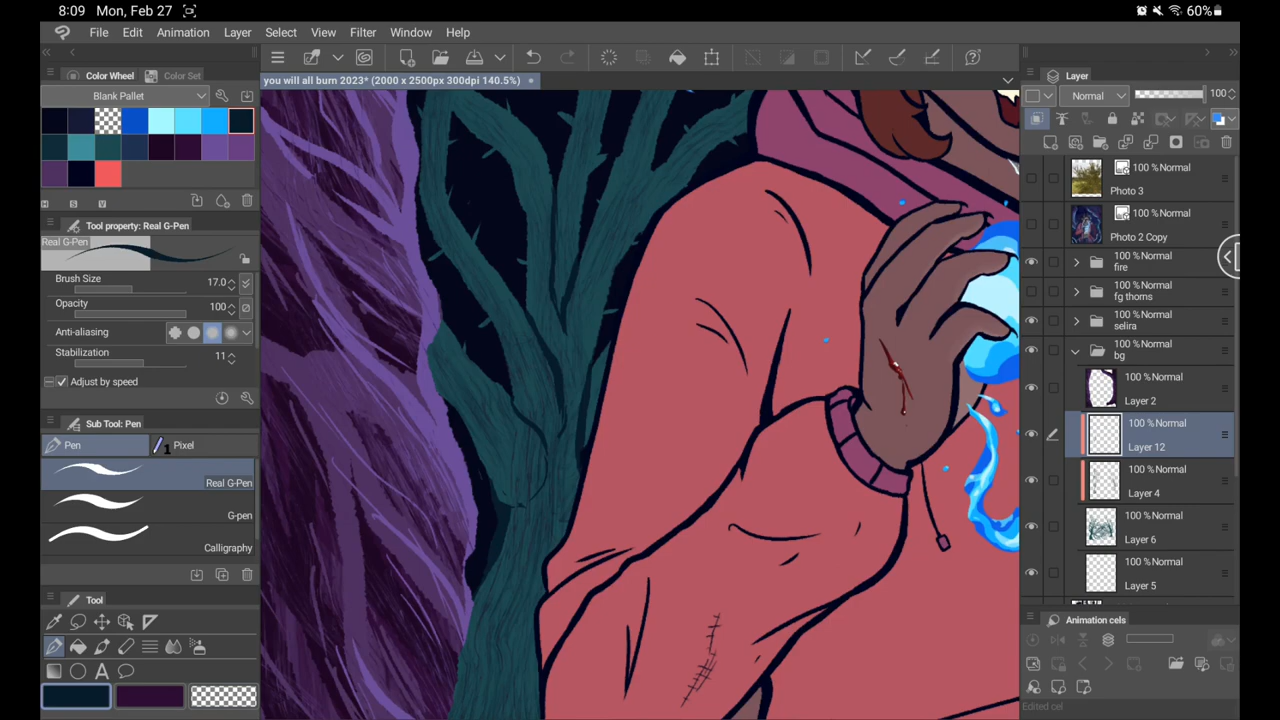 8:09 Mon, Feb 27
60%
File Edit Animation Layer Select View Filter Window Help
Color Wheel Color Set
Blank Pallet
you will all burn 2023* (2000 x 2500px 300dpi 140.5%)
H S V
Tool property: Real G-Pen
Real G-Pen
Brush Size 17.0
Opacity 100
Anti-aliasing
Stabilization 11
Adjust by speed
Sub Tool: Pen
Pen Pixel
1
Real G-Pen
G-pen
Calligraphy
Tool
Layer
Normal 100
100 %Normal
Photo 3
100 %Normal
Photo 2 Copy
100 %Normal
fire
100 %Normal
fg thorns
100 %Normal
selira
100 %Normal
bg
100 %Normal
Layer 2
100 %Normal
Layer 12
100 %Normal
Layer 4
100 %Normal
Layer 6
100 %Normal
Layer 5
Animation cels
Edited cel